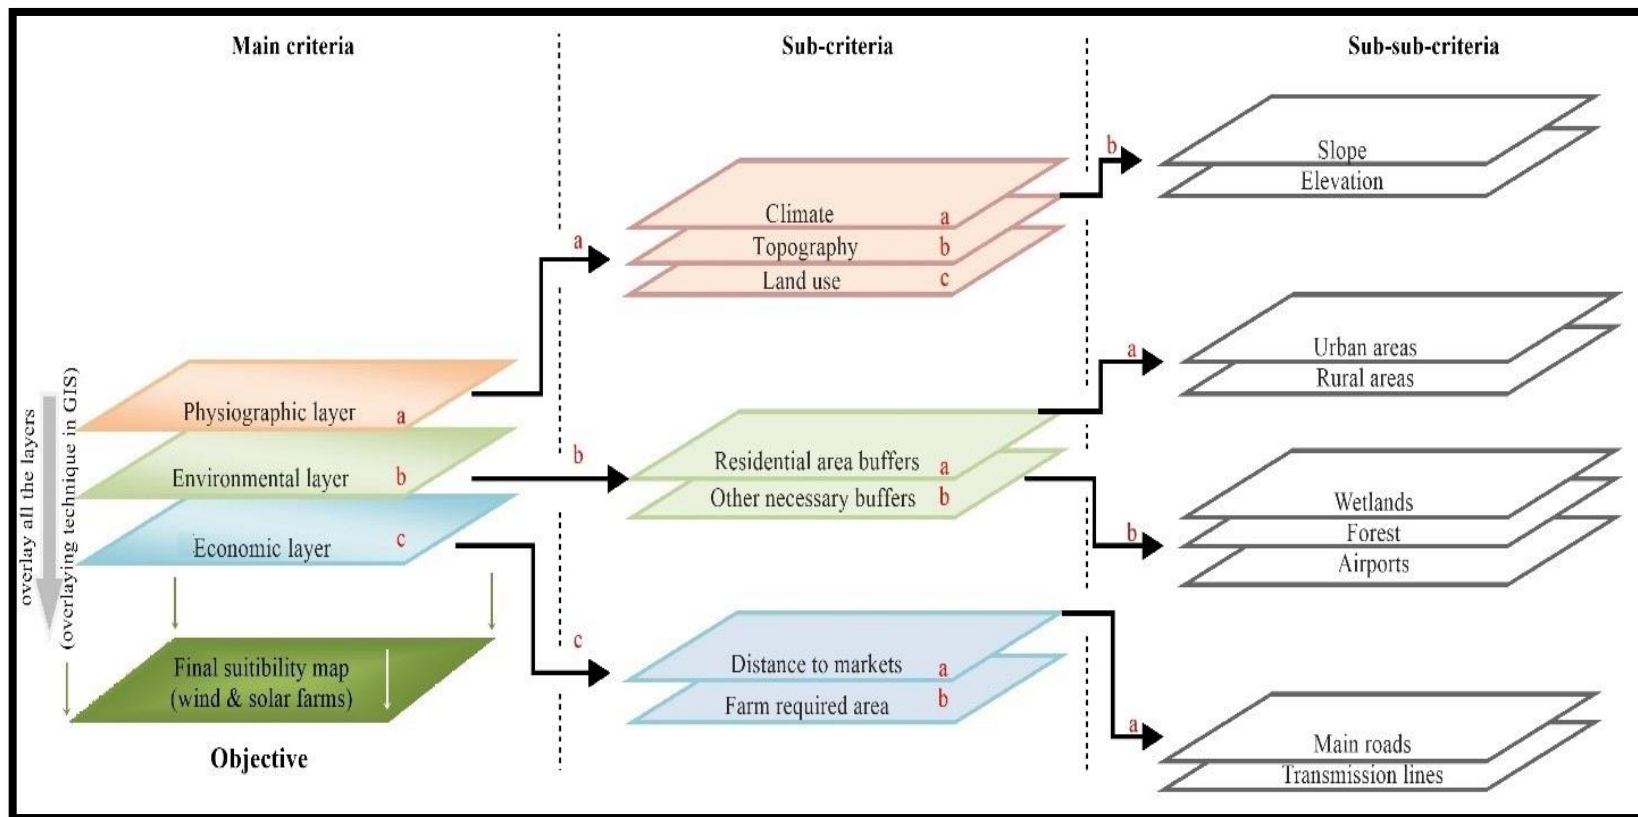 Main criteria
Sub-criteria
Sub-sub-criteria
overlay all the layers
(overlaying technique in GIS)
Physiographic layer a
Environmental layer b
Economic layer c
Final suitibility map
(wind & solar farms)
Objective
a
b
c
Climate a
Topography b
Land use c
Residential area buffers a
Other necessary buffers b
Distance to markets a
Farm required area b
b
a
b
a
Slope
Elevation
Urban areas
Rural areas
Wetlands
Forest
Airports
Main roads
Transmission lines